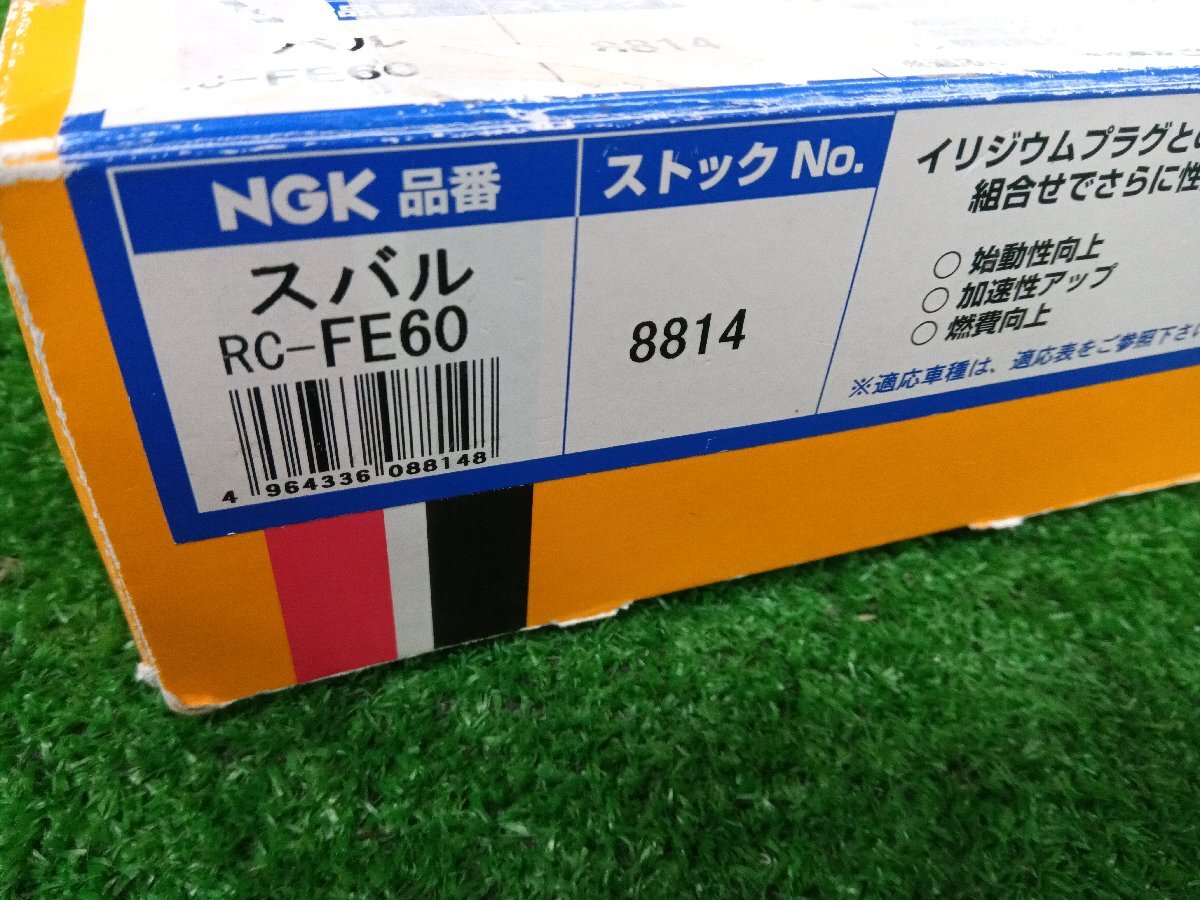 バル
8814
-FE60
NGK 品番
ストック No.
スバル
RC-FE60
8814
4 964336 088148
イリジウムプラグと
組合せでさらに性
○ 始動性向上
○ 加速性アップ
○ 燃費向上
※適応車種は、適応表をご参照下さい